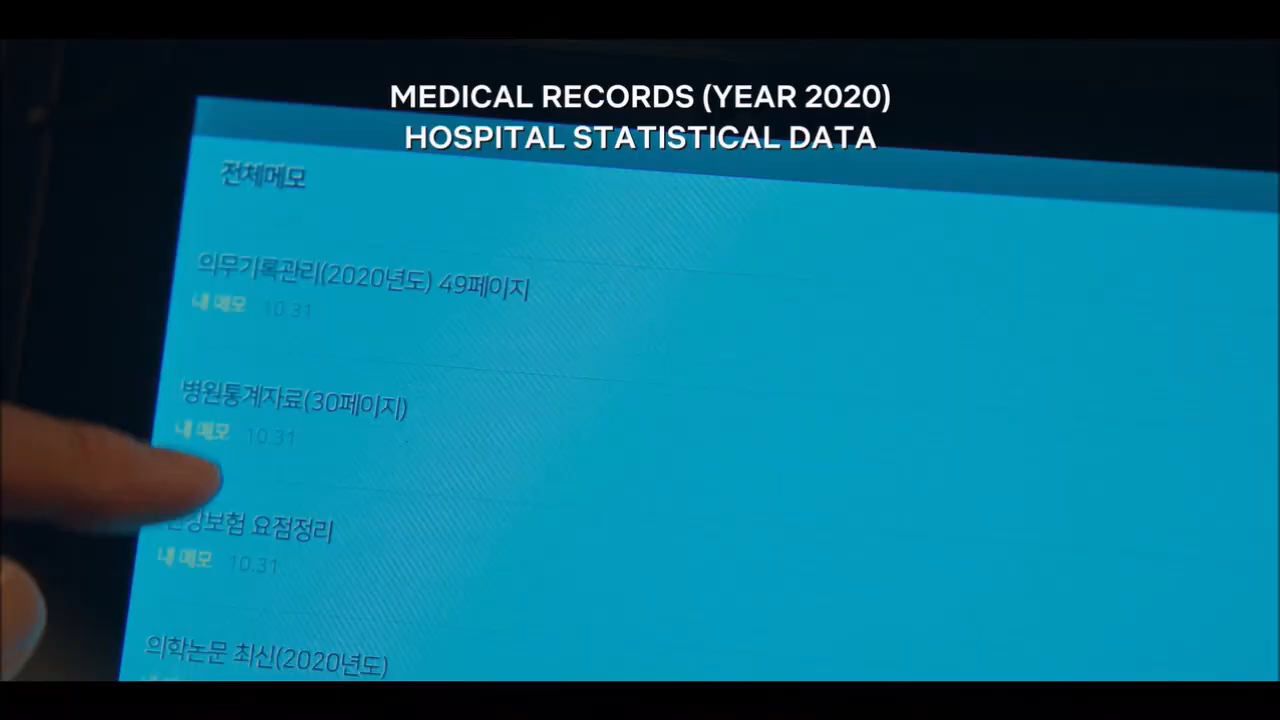 MEDICAL RECORDS (YEAR 2020)
HOSPITAL STATISTICAL DATA
전체메모
의무기록관리(2020년도) 49페이지
내 메모 10.31
병원통계자료(30페이지)
내 메모 10.31
요점정리
내 메모 10.31
의학논문 최신(2020년도)